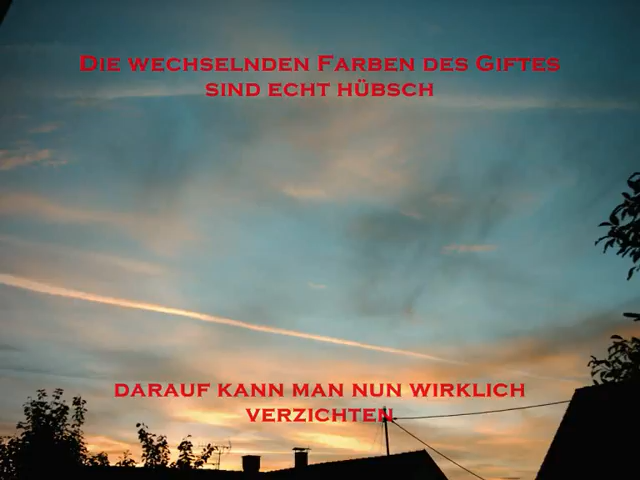 Die wechselnden Farben des Giftes
sind echt hübsch
darauf kann man nun wirklich
verzichten